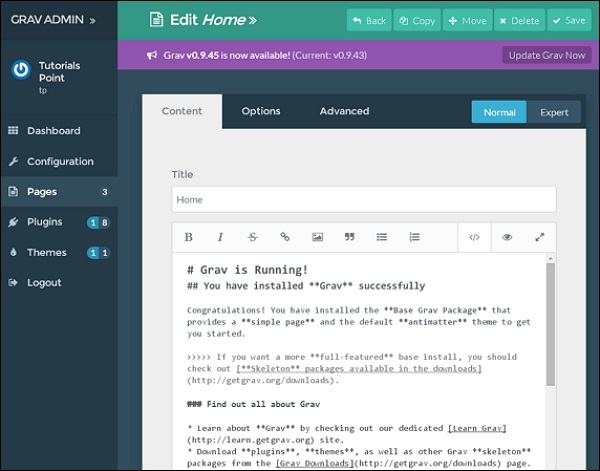 GRAV ADMIN »
Edit Home »
Back
Copy
Move
Delete
Save
Grav v0.9.45 is now available! (Current: v0.9.43)
Update Grav Now
Tutorials
Point
tp
Dashboard
Configuration
Pages 3
Plugins 1 8
Themes 1 1
Logout
Content
Options
Advanced
Normal
Expert
Title
Home
B I S
# Grav is Running!
## You have installed **Grav** successfully
Congratulations! You have installed the **Base Grav Package** that
provides a **simple page** and the default **antimatter** theme to get
you started.
>>>>> If you want a more **full-featured** base install, you should
check out [**Skeleton** packages available in the downloads]
(http://getgrav.org/downloads).
### Find out all about Grav
* Learn about **Grav** by checking out our dedicated [Learn Grav]
(http://learn.getgrav.org) site.
* Download **plugins**, **themes**, as well as other Grav **skeleton**
packages from the [Grav Downloads](http://getgrav.org/downloads) page.